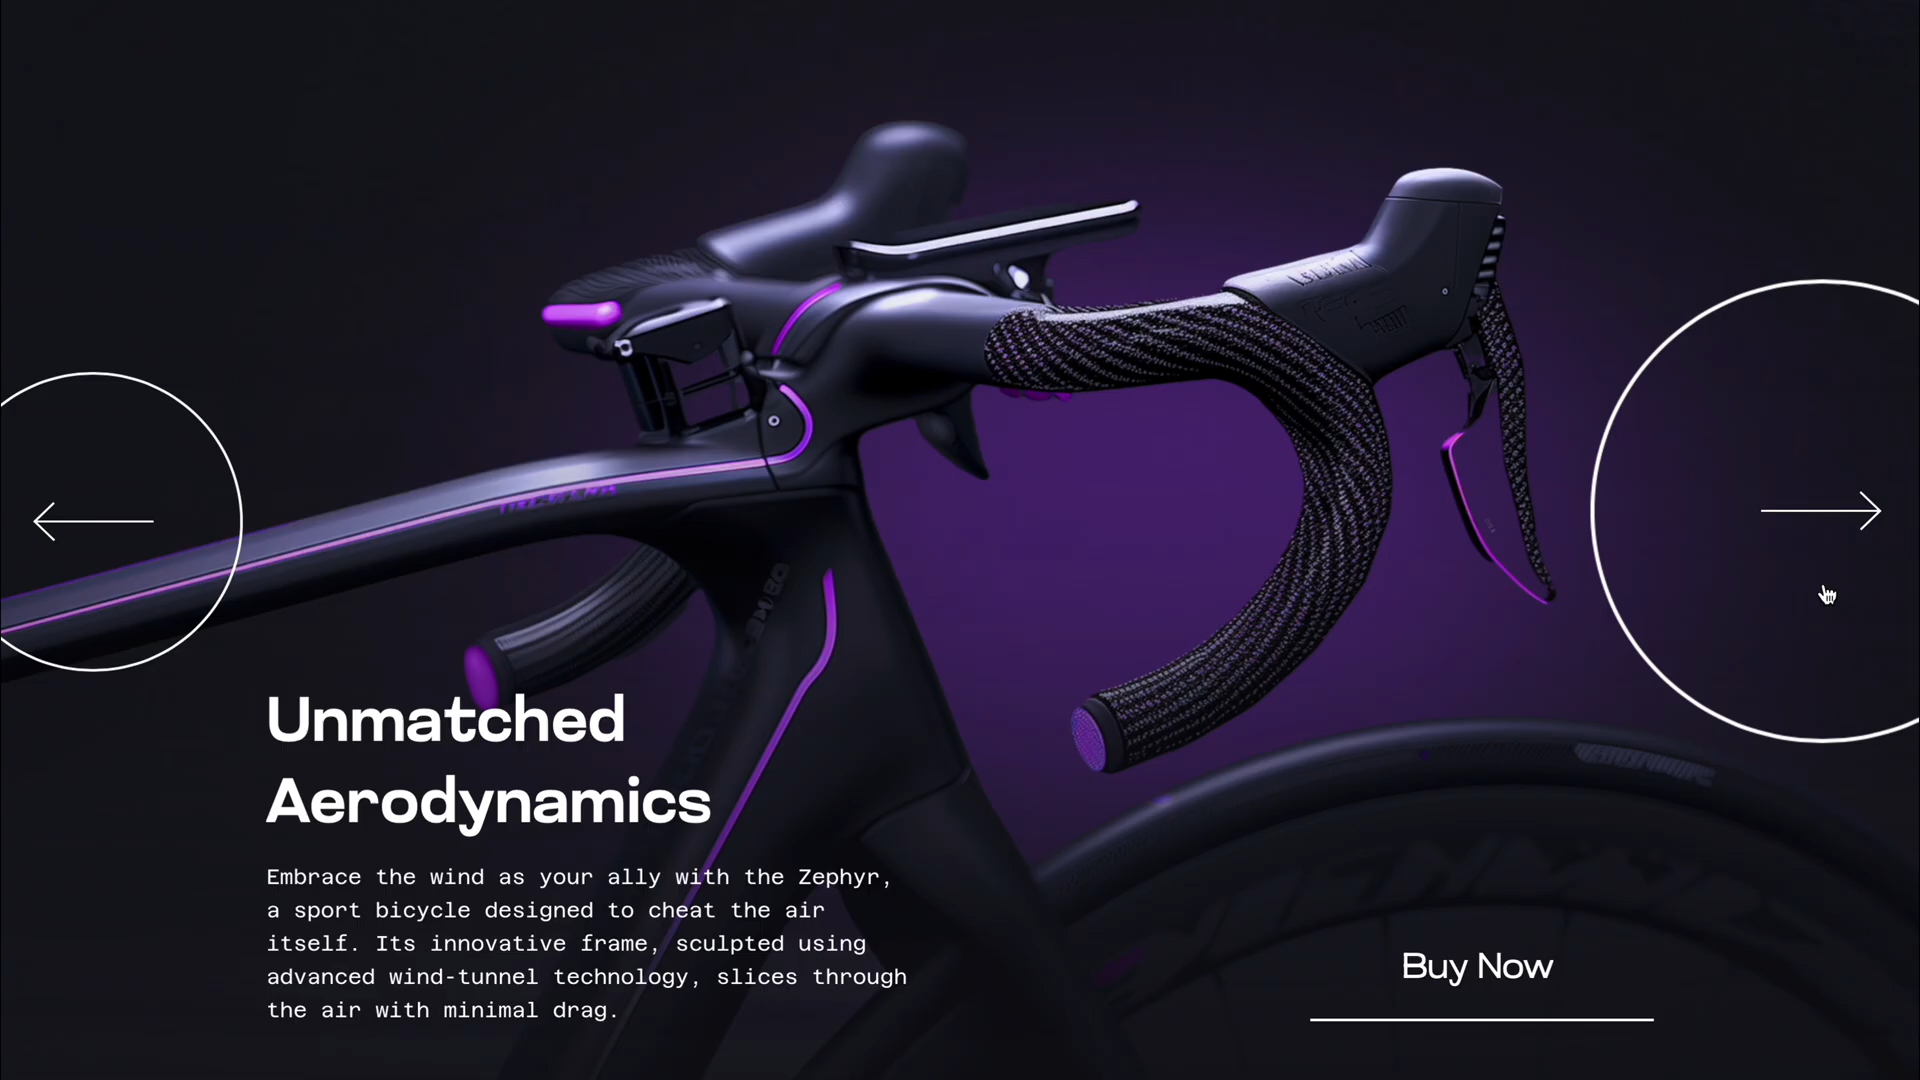 Unmatched
Aerodynamics
Embrace the wind as your ally with the Zephyr,
a sport bicycle designed to cheat the air
itself. Its innovative frame, sculpted using
advanced wind-tunnel technology, slices through
the air with minimal drag.
Buy Now